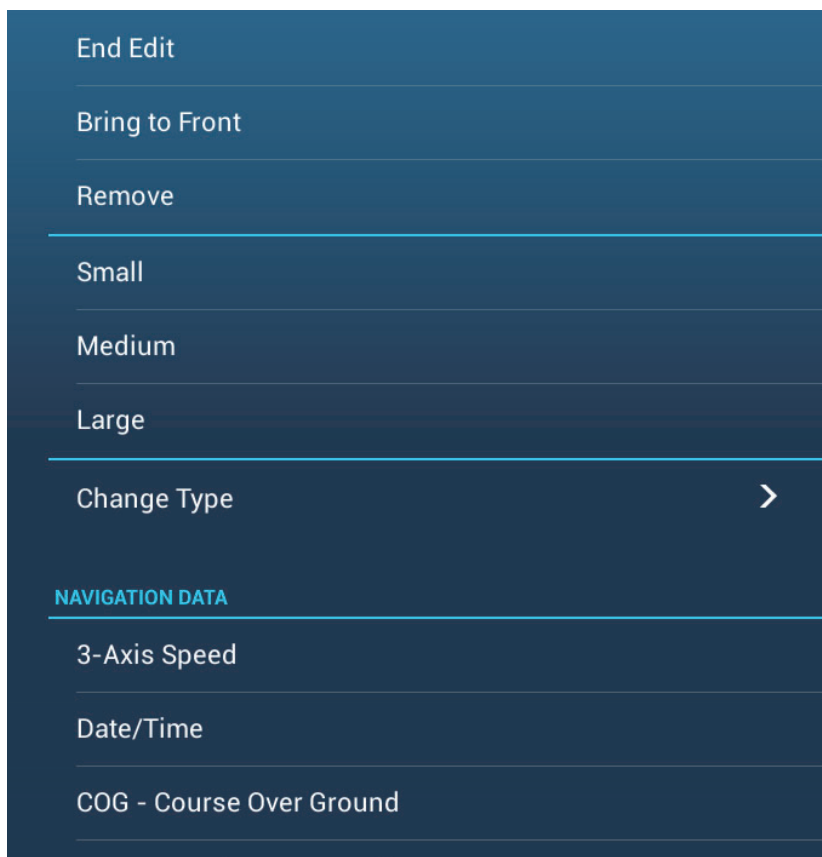 End Edit
Bring to Front
Remove
Small
Medium
Large
Change Type
NAVIGATION DATA
3-Axis Speed
Date/Time
COG - Course Over Ground